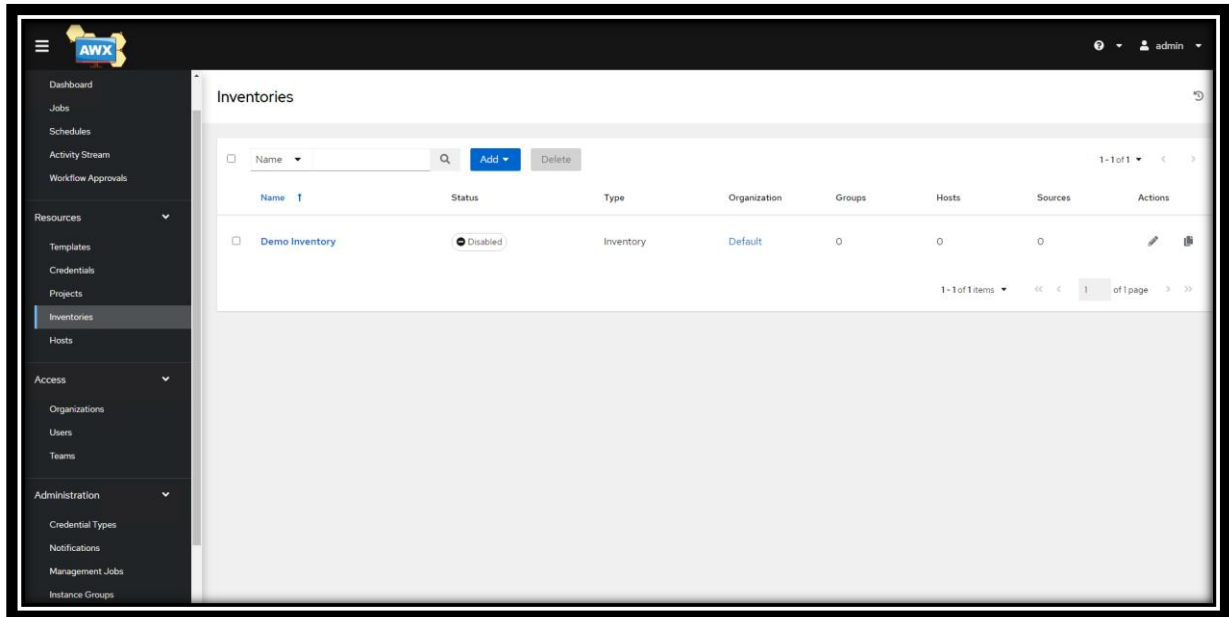 AWX
admin
Dashboard
Jobs
Schedules
Activity Stream
Workflow Approvals
Resources
Templates
Credentials
Projects
Inventories
Hosts
Access
Organizations
Users
Teams
Administration
Credential Types
Notifications
Management Jobs
Instance Groups
Inventories
Name Add Delete 1-1 of 1
Name Status Type Organization Groups Hosts Sources Actions
Demo Inventory Disabled Inventory Default 0 0 0
1-1 of 1 items 1 of 1 page